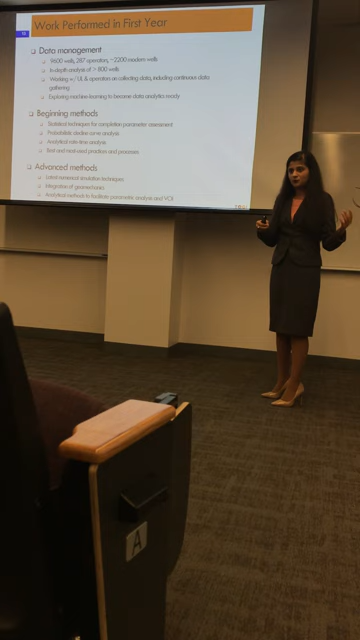 Work Performed in First Year
Data management
9600 wells, 287 operators, ~2200 random wells
In-depth analysis of > 800 wells
Working w/ UL & operators on collecting data, including continuous data
gathering
Exploring machine learning to become data analytics ready
Beginning methods
Statistical techniques for completion parameter assessment
Probabilistic decline curve analysis
Analytical rate time analysis
Best and most-used practices and processes
Advanced methods
Latest numerical simulation techniques
Integration of geomechanics
Analytical methods to facilitate parametric analysis and VOI
A